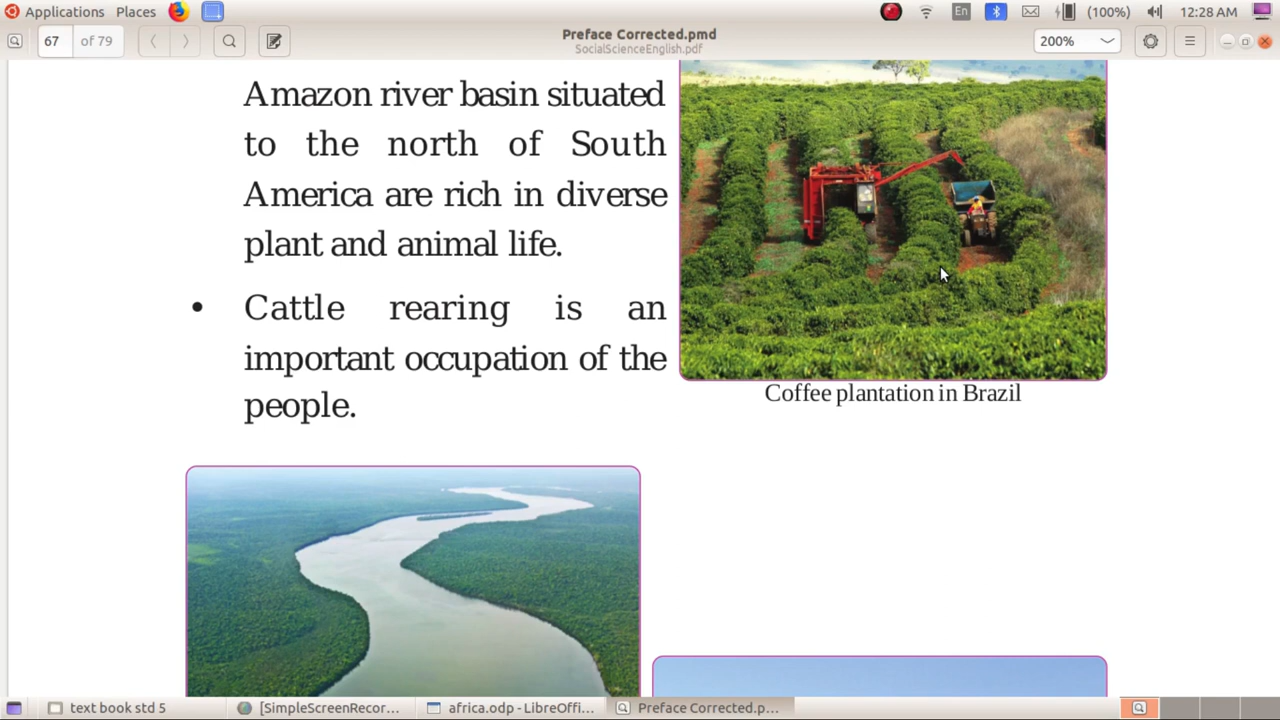 Applications Places En (100%) 12:28 AM
67 of 79
Preface Corrected.pmd
SocialScienceEnglish.pdf
200%
Amazon river basin situated
to the north of South
America are rich in diverse
plant and animal life.
• Cattle rearing is an
important occupation of the
people.
Coffee plantation in Brazil
text book std 5 [SimpleScreenRecor... africa.odp - LibreOffi... Preface Corrected.p...